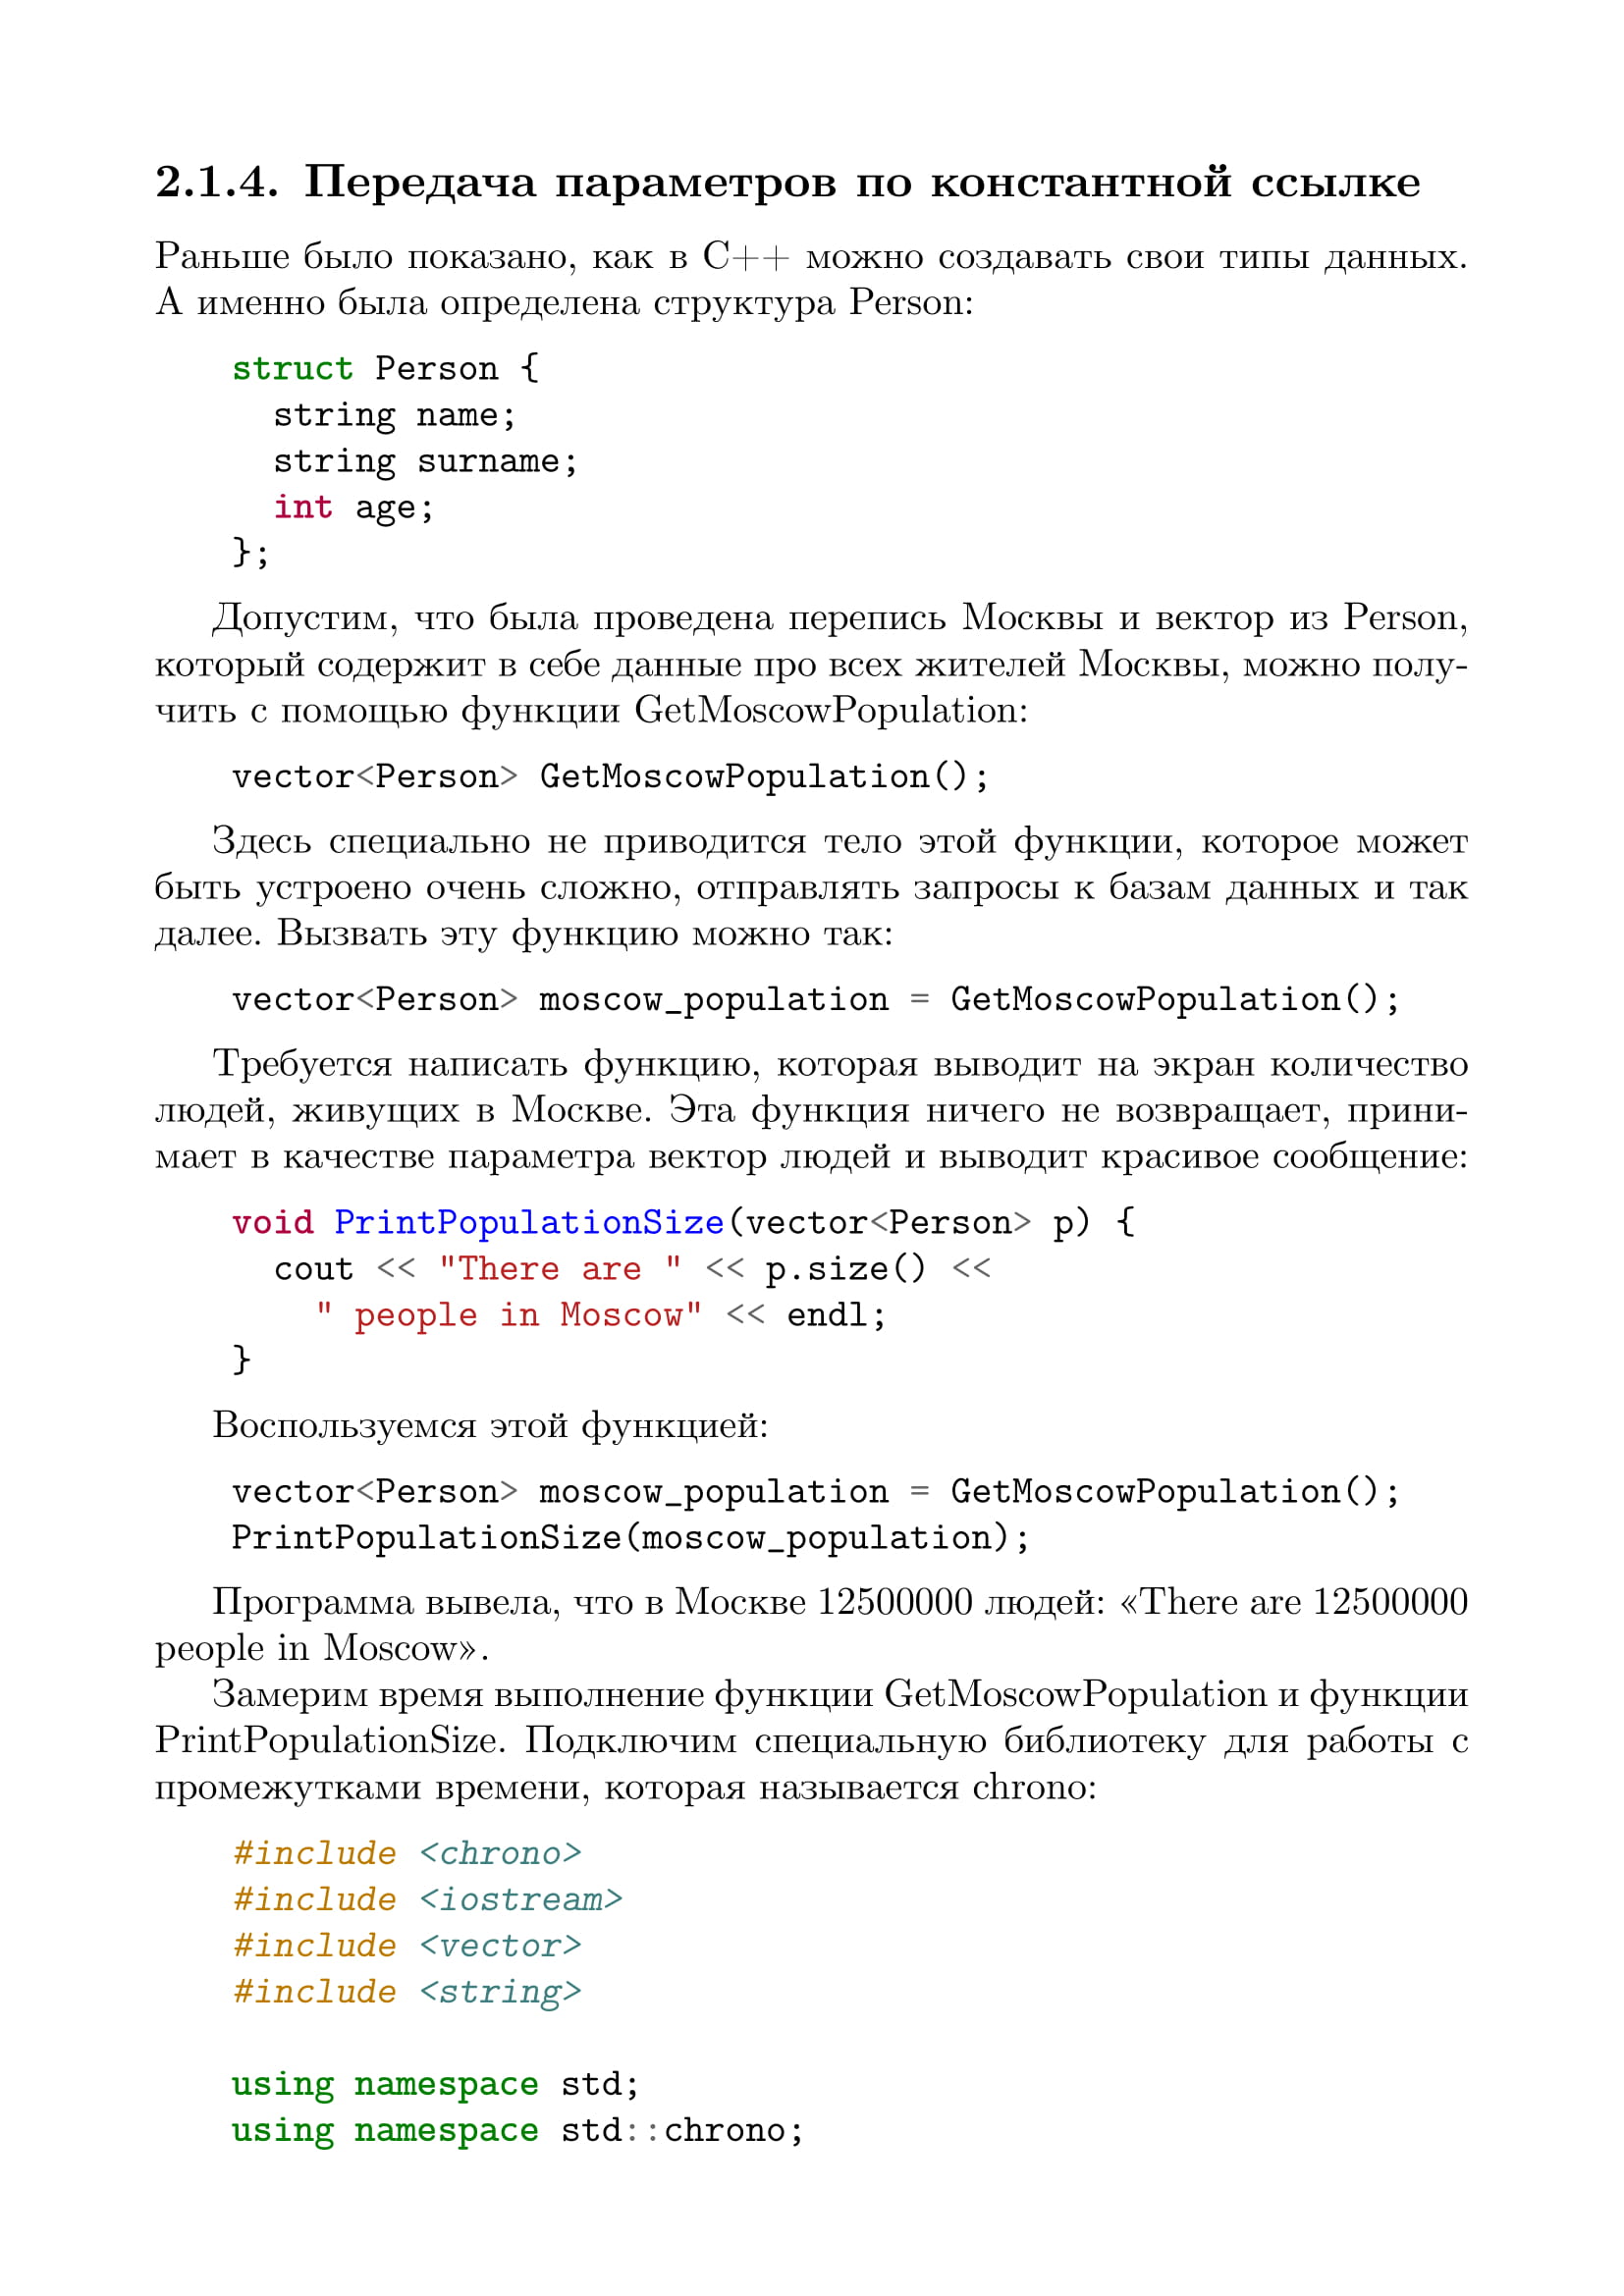 2.1.4. Передача параметров по константной ссылке
Раньше было показано, как в C++ можно создавать свои типы данных.
А именно была определена структура Person:
struct Person {
  string name;
  string surname;
  int age;
};
Допустим, что была проведена перепись Москвы и вектор из Person,
который содержит в себе данные про всех жителей Москвы, можно полу-
чить с помощью функции GetMoscowPopulation:
vector<Person> GetMoscowPopulation();
Здесь специально не приводится тело этой функции, которое может
быть устроено очень сложно, отправлять запросы к базам данных и так
далее. Вызвать эту функцию можно так:
vector<Person> moscow_population = GetMoscowPopulation();
Требуется написать функцию, которая выводит на экран количество
людей, живущих в Москве. Эта функция ничего не возвращает, прини-
мает в качестве параметра вектор людей и выводит красивое сообщение:
void PrintPopulationSize(vector<Person> p) {
  cout << "There are " << p.size() <<
    " people in Moscow" << endl;
}
Воспользуемся этой функцией:
vector<Person> moscow_population = GetMoscowPopulation();
PrintPopulationSize(moscow_population);
Программа вывела, что в Москве 12500000 людей: «There are 12500000
people in Moscow».
Замерим время выполнение функции GetMoscowPopulation и функции
PrintPopulationSize. Подключим специальную библиотеку для работы с
промежутками времени, которая называется chrono:
#include <chrono>
#include <iostream>
#include <vector>
#include <string>
using namespace std;
using namespace std::chrono;